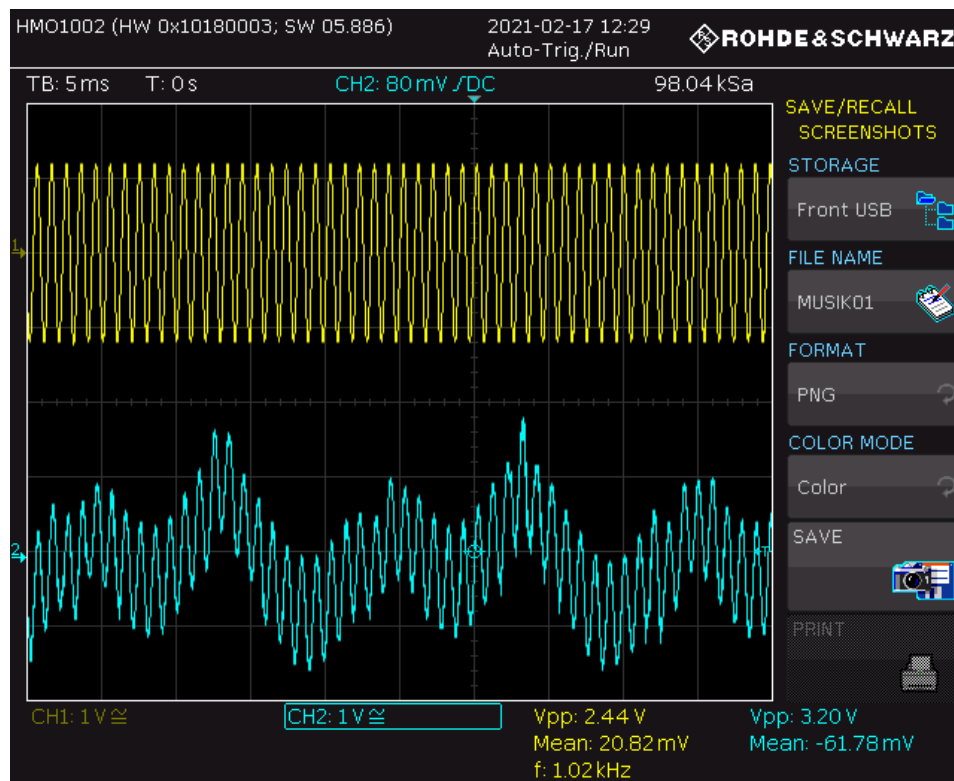 HMO1002 (HW 0x10180003; SW 05.886)
2021-02-17 12:29
Auto-Trig./Run
ROHDE&SCHWARZ
TB: 5ms T: 0s CH2: 80mV DC 98.04kSa
SAVE/RECALL
SCREENSHOTS
STORAGE
Front USB
FILE NAME
MUSIK01
FORMAT
PNG
COLOR MODE
Color
SAVE
PRINT
1
2
T
CH1: 1V≅
CH2: 1V≅
Vpp: 2.44V
Mean: 20.82mV
f: 1.02kHz
Vpp: 3.20V
Mean: -61.78mV